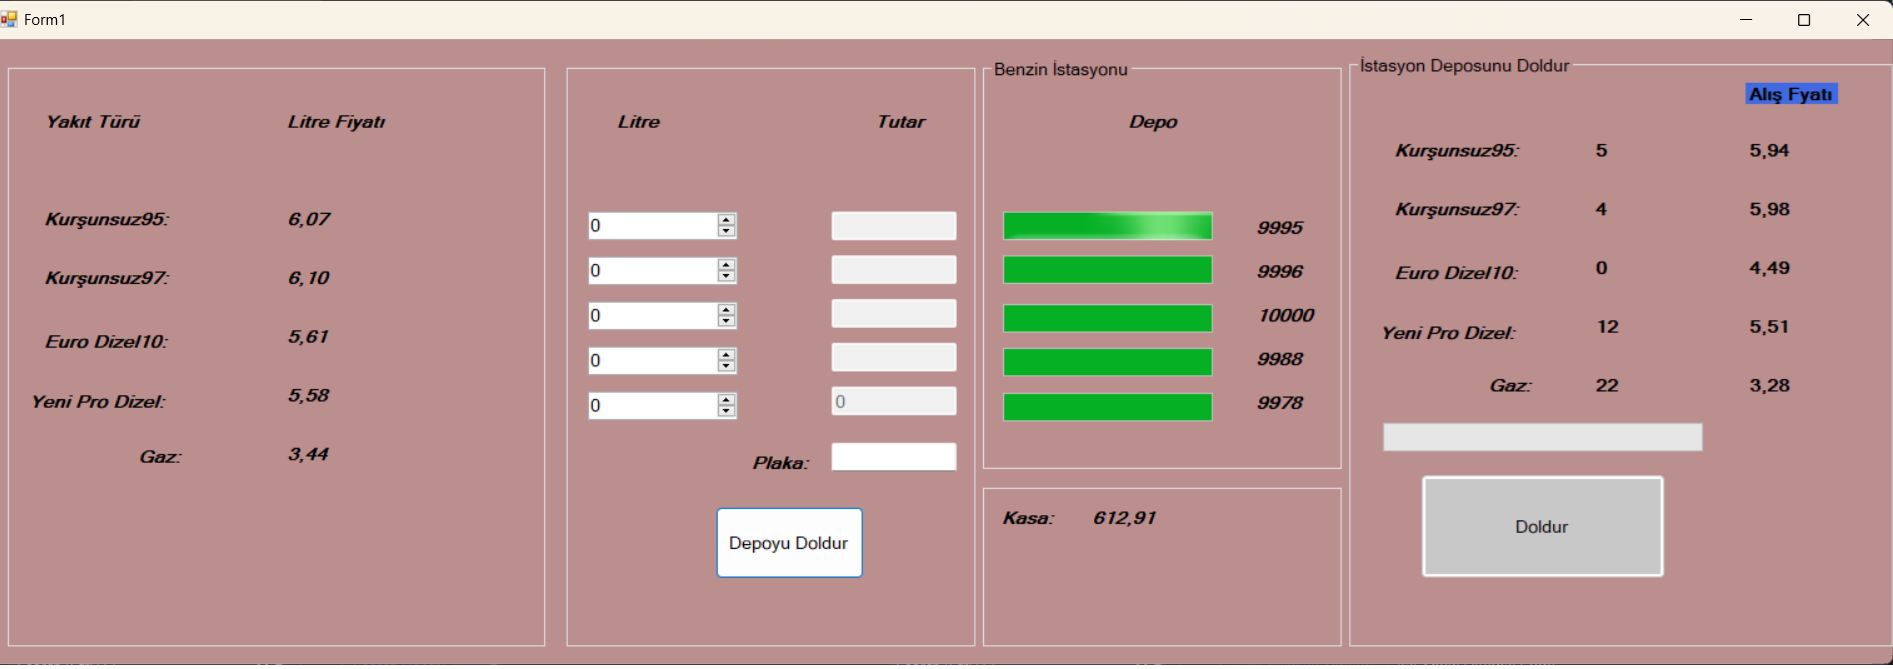 Form1
Yakıt Türü
Litre Fiyatı
Kurşunsuz95:
6,07
Kurşunsuz97:
6,10
Euro Dizel10:
5,61
Yeni Pro Dizel:
5,58
Gaz:
3,44
Litre
Tutar
0
0
0
0
0
0
Plaka:
Depoyu Doldur
Benzin İstasyonu
Depo
9995
9996
10000
9988
9978
Kasa: 612,91
İstasyon Deposunu Doldur
Alış Fyatı
Kurşunsuz95: 5 5,94
Kurşunsuz97: 4 5,98
Euro Dizel10: 0 4,49
Yeni Pro Dizel: 12 5,51
Gaz: 22 3,28
Doldur